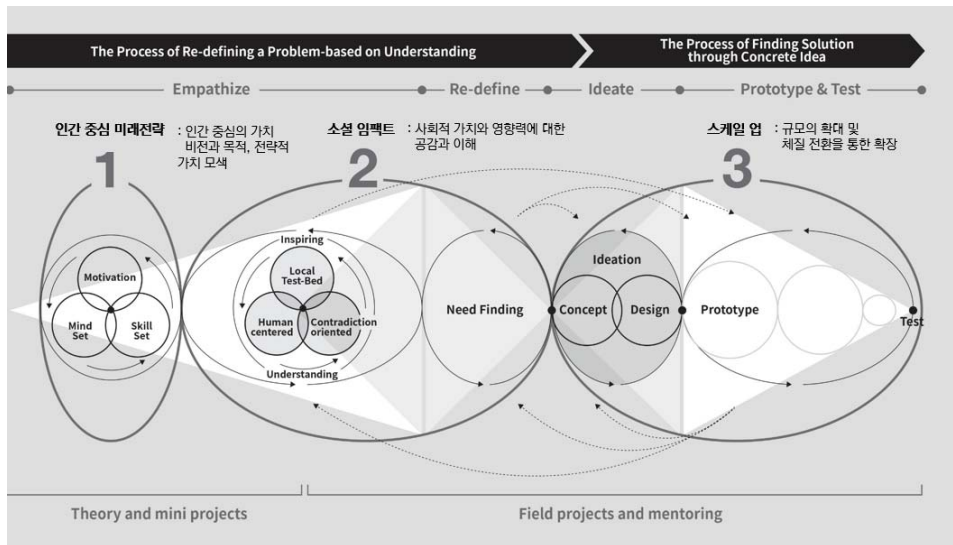 The Process of Re-defining a Problem-based on Understanding
The Process of Finding Solution
through Concrete Idea
Empathize
Re-define
Ideate
Prototype & Test
인간 중심 미래전략
: 인간 중심의 가치
비전과 목적, 전략적
가치 모색
1
소셜 임팩트
: 사회적 가치와 영향력에 대한
공감과 이해
2
스케일 업
: 규모의 확대 및
체질 전환을 통한 확장
3
Motivation
Mind
Set
Skill
Set
Inspiring
Local
Test-Bed
Human
centered
Contradiction
oriented
Understanding
Need Finding
Ideation
Concept
Design
Prototype
Test
Theory and mini projects
Field projects and mentoring